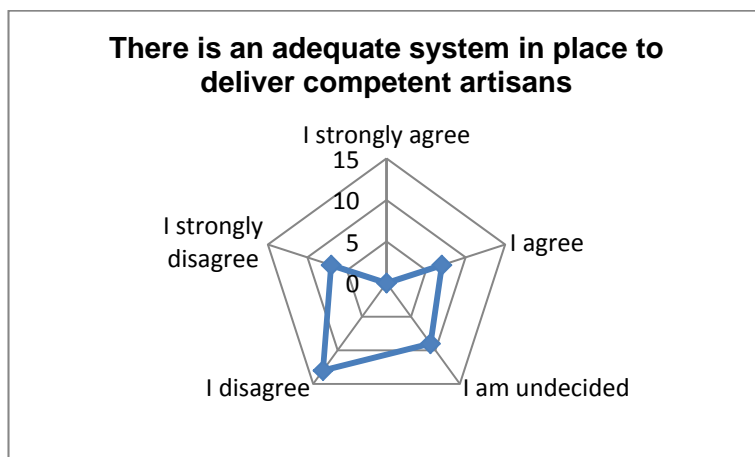 There is an adequate system in place to
deliver competent artisans
I strongly agree
15
10
5
0
I agree
I am undecided
I disagree
I strongly
disagree